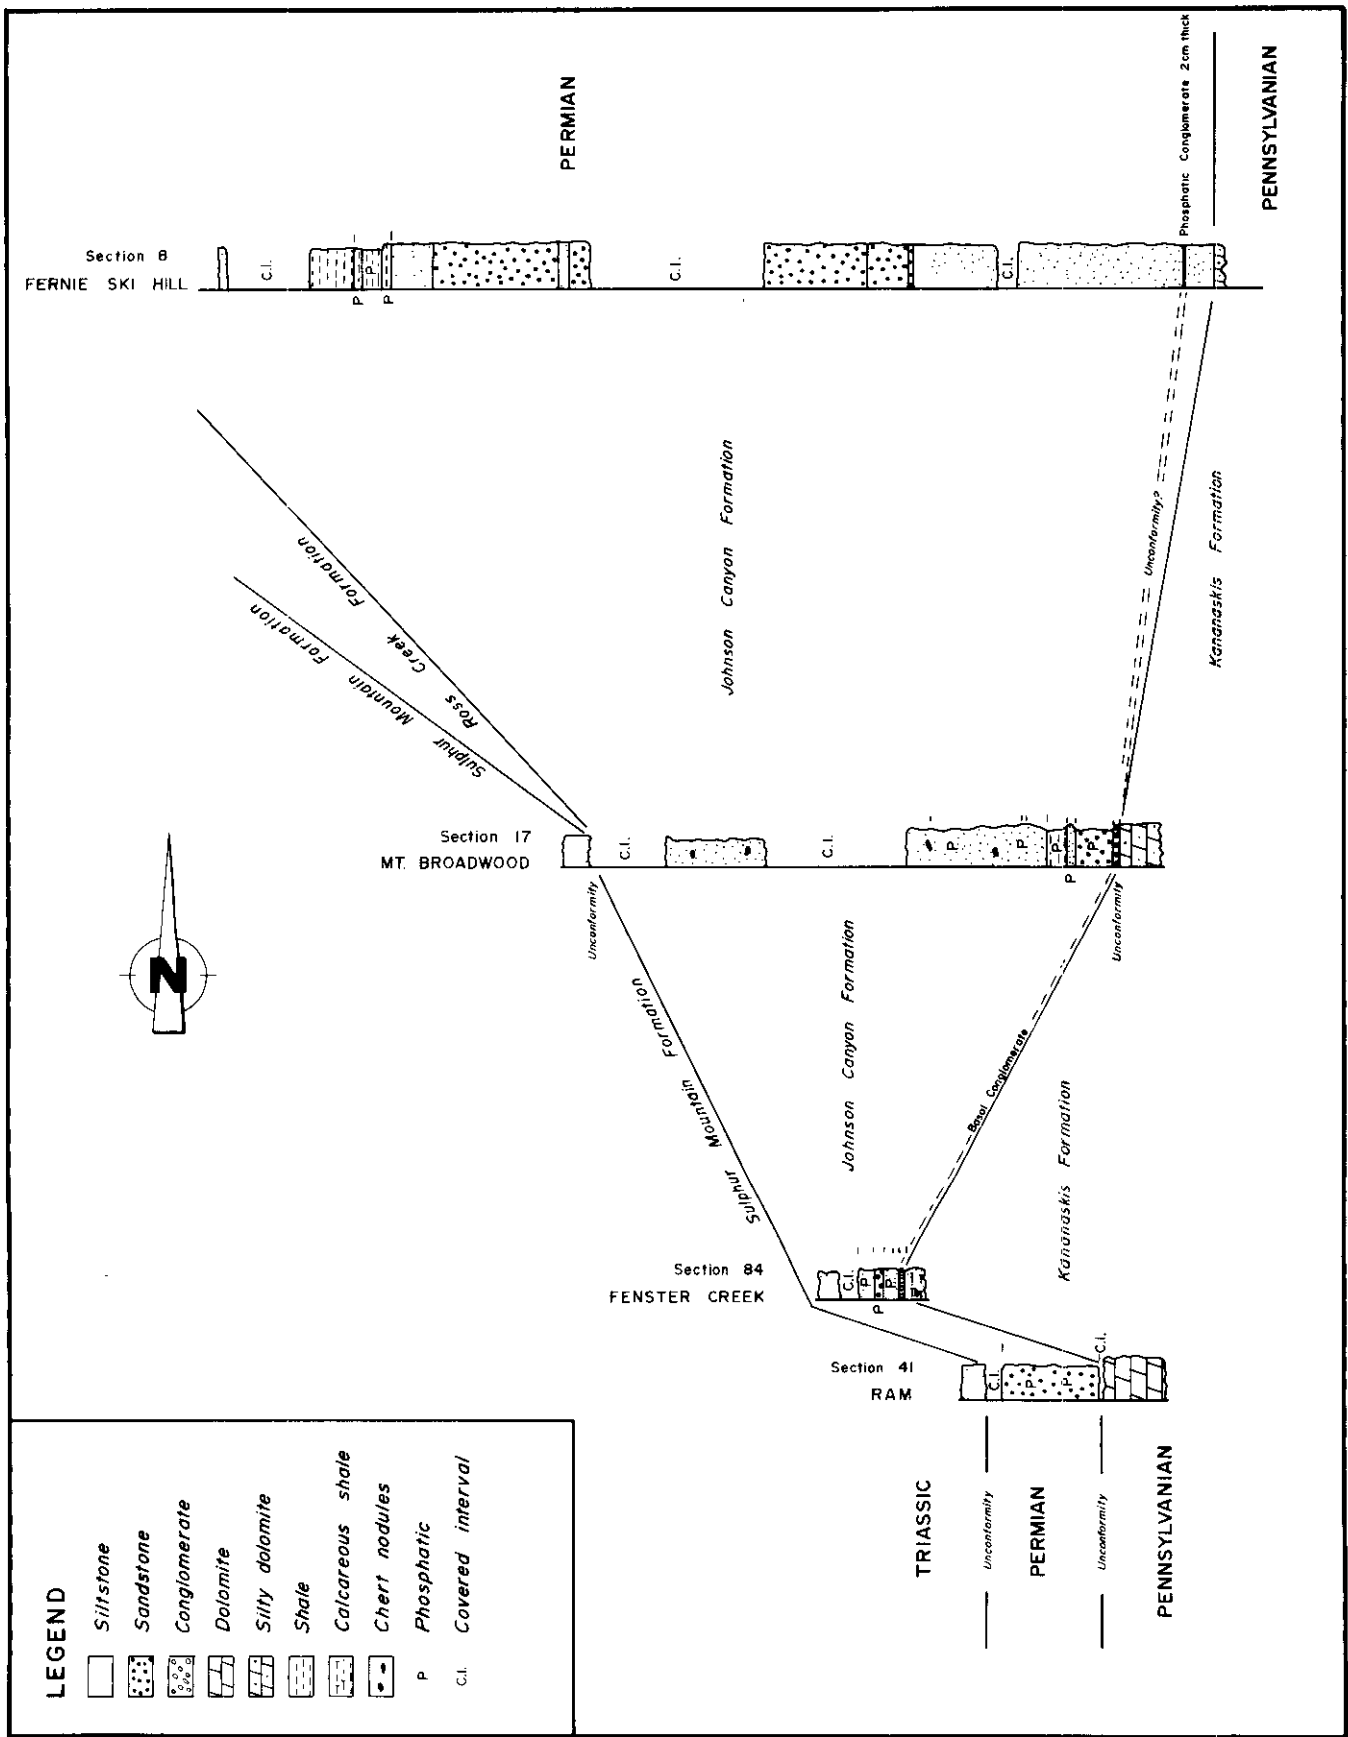 Section 8
FERNIE SKI HILL
C.I.
P
P
P
C.I.
C.I.
PERMIAN
Phosphatic Conglomerate 2cm thick
PENNSYLVANIAN
Ross Creek Formation
Sulphur Mountain Formation
Johnson Canyon Formation
Unconformity?
Kananaskis Formation
Section 17
MT. BROADWOOD
C.I.
C.I.
P
P
P
P
P
Unconformity
Unconformity
N
Sulphur Mountain Formation
Johnson Canyon Formation
Basal Conglomerate
Kananaskis Formation
Section 84
FENSTER CREEK
C.I.
P
P
P
Section 41
RAM
C.I.
P
P
C.I.
TRIASSIC
Unconformity
PERMIAN
Unconformity
PENNSYLVANIAN
LEGEND
Siltstone
Sandstone
Conglomerate
Dolomite
Silty dolomite
Shale
Calcareous shale
Chert nodules
P Phosphatic
C.I. Covered interval